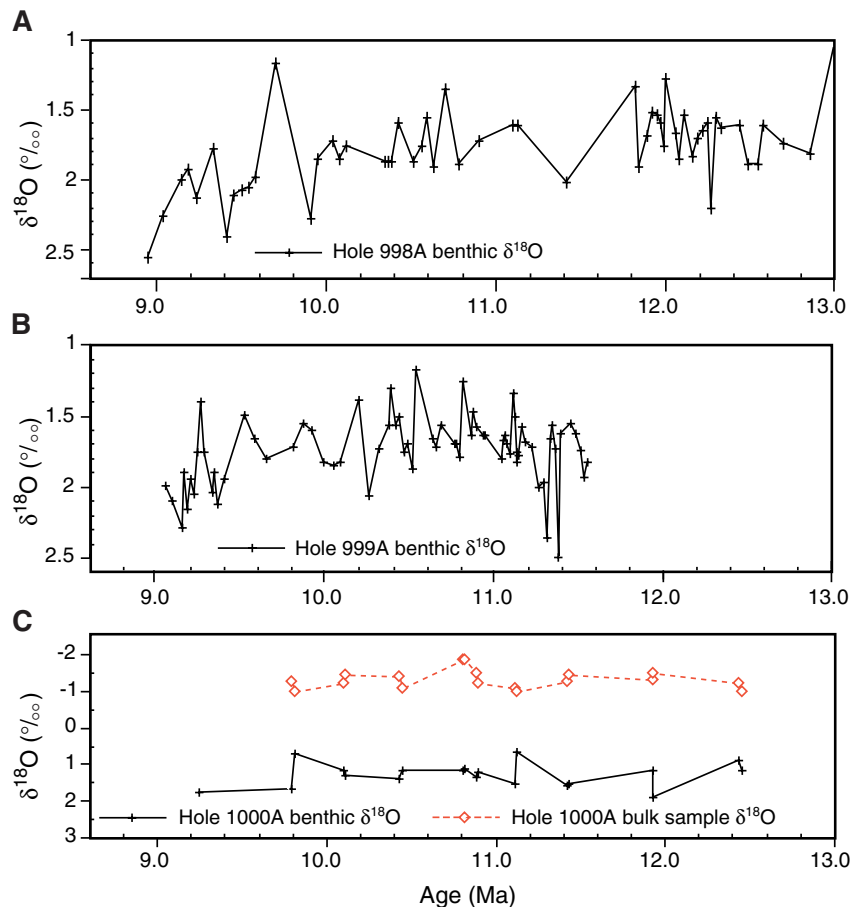 A
1
1.5
2
2.5
δ18O (o/oo)
Hole 998A benthic δ18O
9.0 10.0 11.0 12.0 13.0
B
1
1.5
2
2.5
δ18O (o/oo)
Hole 999A benthic δ18O
9.0 10.0 11.0 12.0 13.0
C
-2
-1
0
1
2
3
δ18O (o/oo)
Hole 1000A benthic δ18O Hole 1000A bulk sample δ18O
9.0 10.0 11.0 12.0 13.0
Age (Ma)